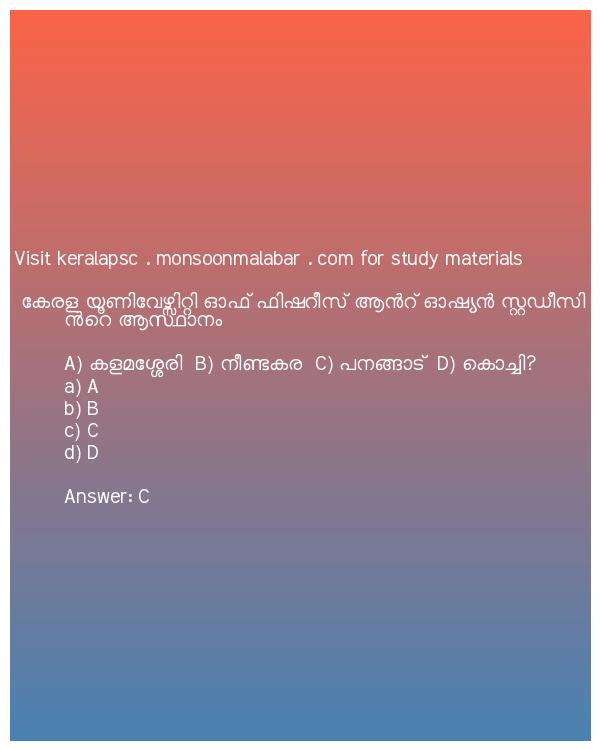 Visit keralapsc . monsoonmalabar . com for study materials
കേരള യൂണിവേഴ്സിറ്റി ഓഫ് ഫിഷറീസ് ആൻറ് ഓഷ്യൻ സ്റ്റഡീസി
ൻറെ ആസ്ഥാനം
A) കളമശ്ശേരി B) നീണ്ടകര C) പനങ്ങാട് D) കൊച്ചി?
a) A
b) B
c) C
d) D
Answer: C